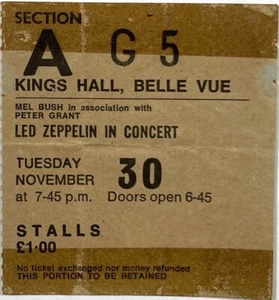 SECTION
A G 5
KINGS HALL, BELLE VUE
MEL BUSH in association with
PETER GRANT
LED ZEPPELIN IN CONCERT
TUESDAY
NOVEMBER 30
at 7-45 p.m. Doors open 6-45
STALLS
£1·00
No ticket exchanged nor money refunded
THIS PORTION TO BE RETAINED